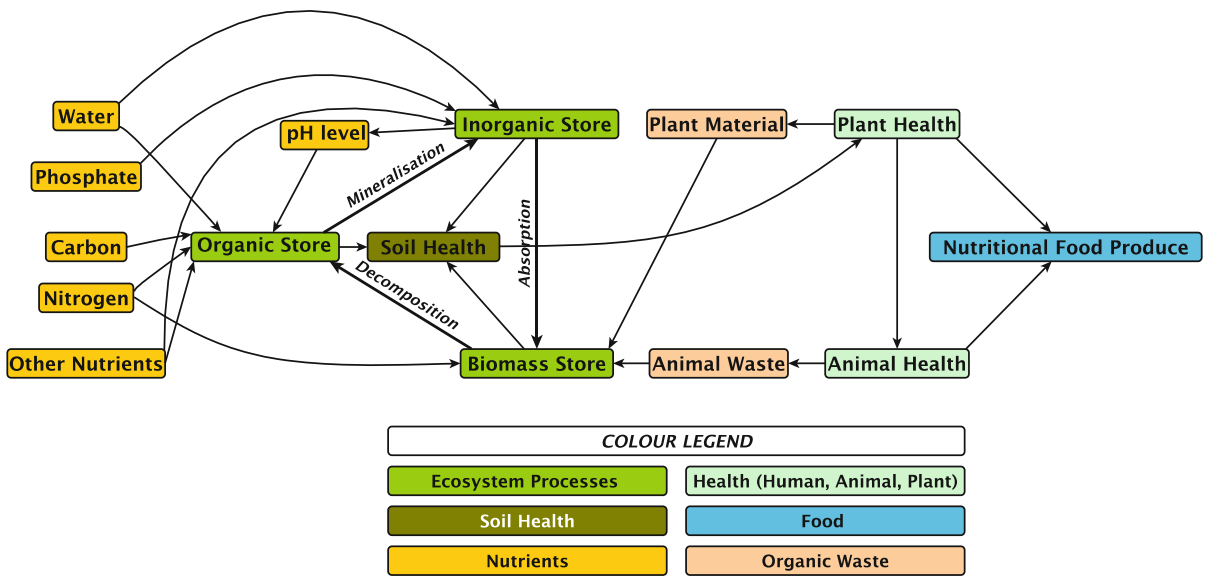 Water
Inorganic Store
Plant Material
Plant Health
pH level
Mineralisation
Phosphate
Absorption
Carbon
Organic Store
Soil Health
Nutritional Food Produce
Decomposition
Nitrogen
Other Nutrients
Biomass Store
Animal Waste
Animal Health
COLOUR LEGEND
Ecosystem Processes
Health (Human, Animal, Plant)
Soil Health
Food
Nutrients
Organic Waste